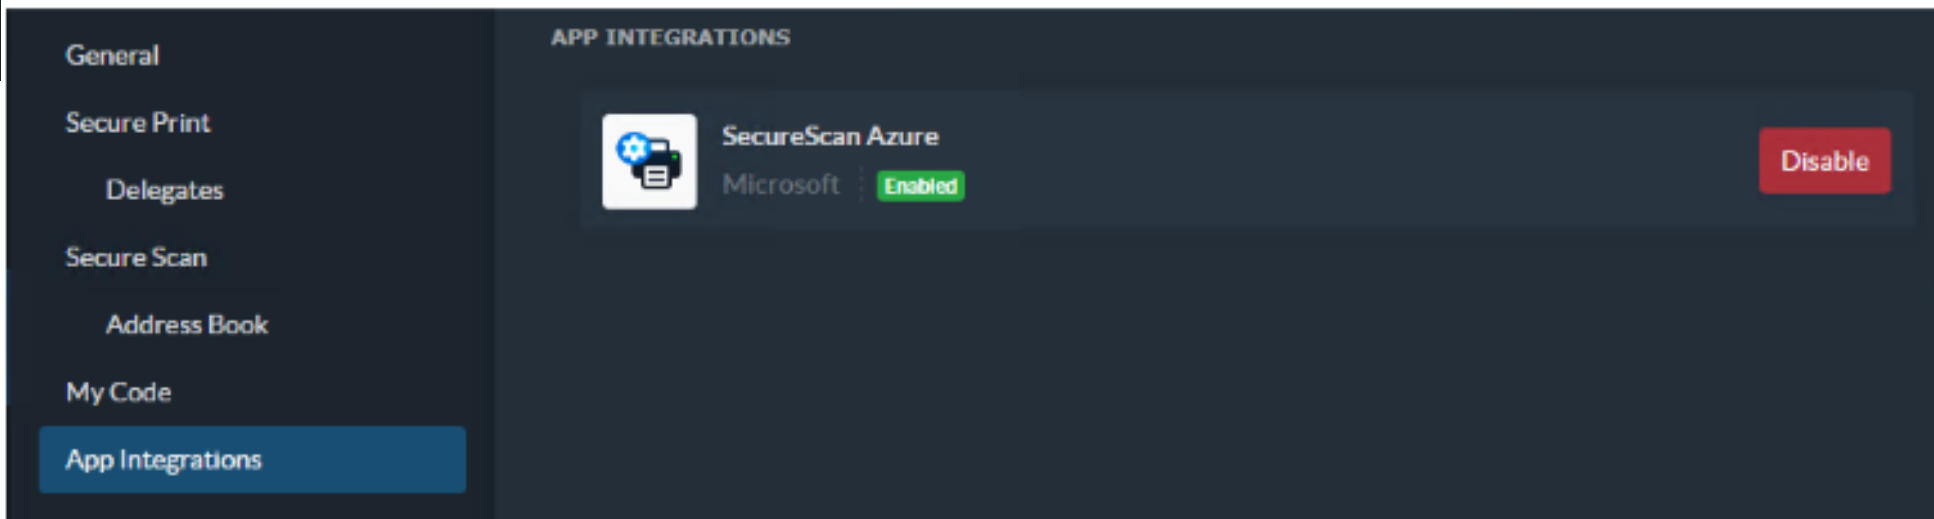 General
Secure Print
Delegates
Secure Scan
Address Book
My Code
App Integrations
APP INTEGRATIONS
SecureScan Azure
Microsoft
Enabled
Disable